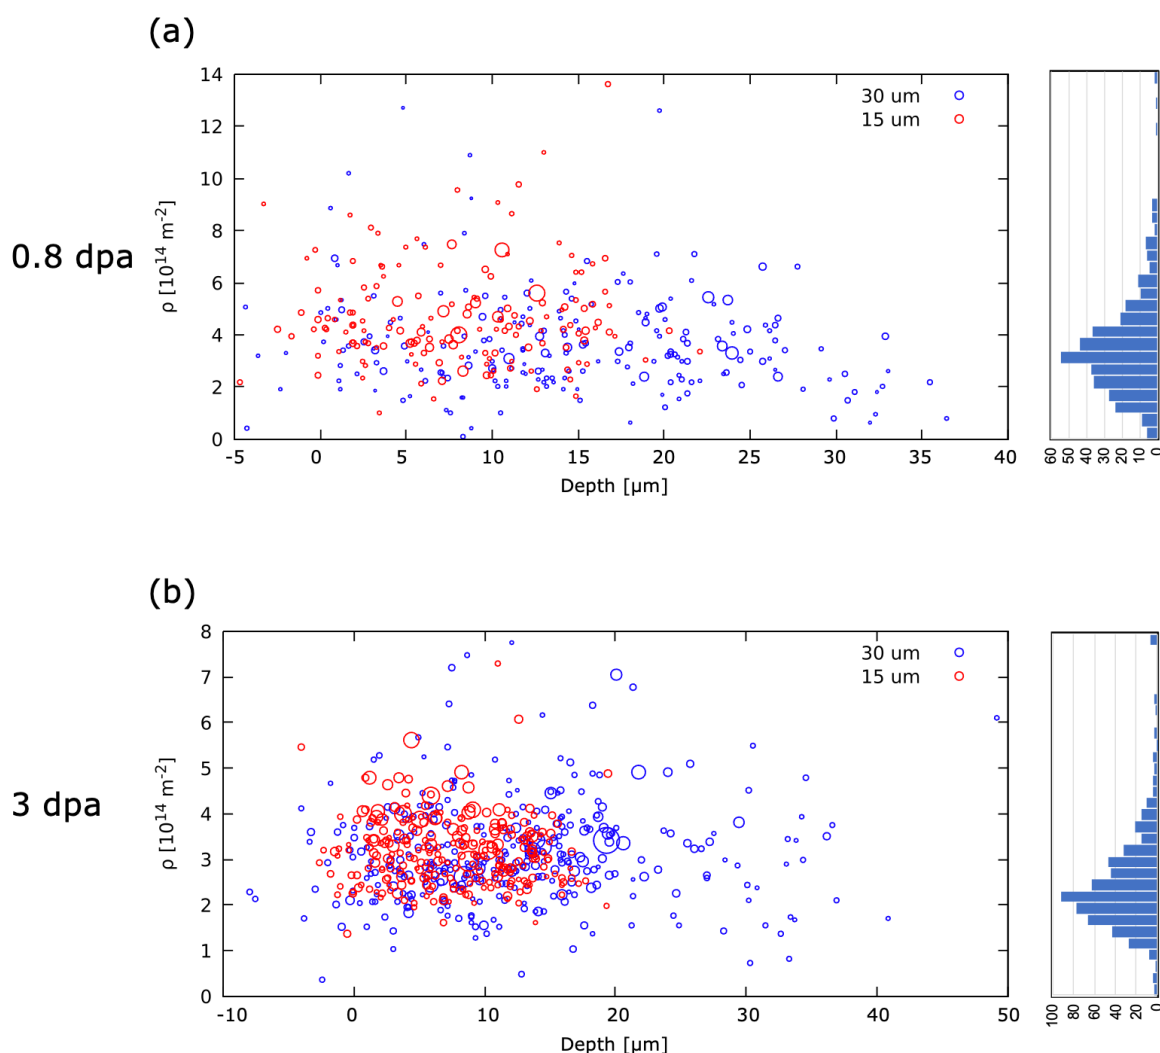 (a)
0.8 dpa
ρ [10¹⁴ m⁻²]
14
12
10
8
6
4
2
0
-5 0 5 10 15 20 25 30 35 40
Depth [µm]
30 um
15 um
60 50 40 30 20 10 0
(b)
3 dpa
ρ [10¹⁴ m⁻²]
8
7
6
5
4
3
2
1
0
-10 0 10 20 30 40 50
Depth [µm]
30 um
15 um
100 80 60 40 20 0